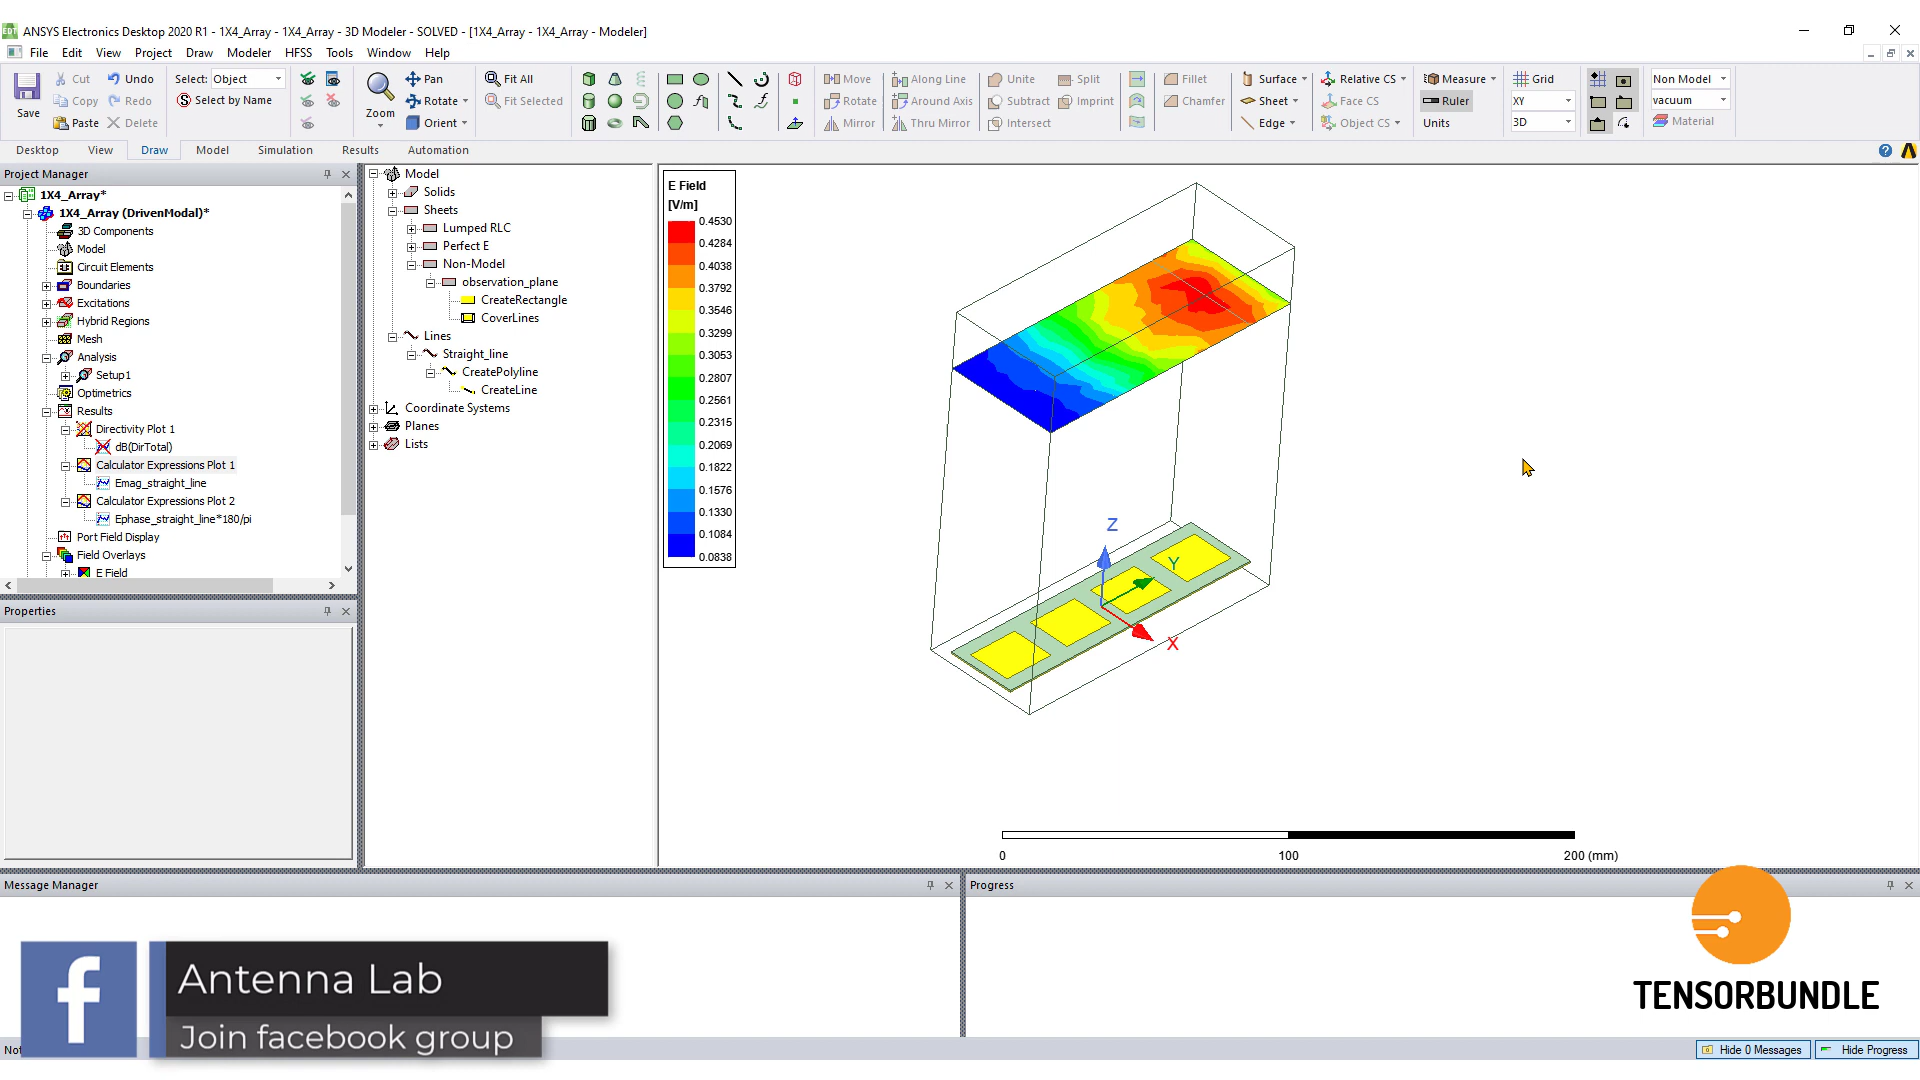 ANSYS Electronics Desktop 2020 R1 - 1X4_Array - 1X4_Array - 3D Modeler - SOLVED - [1X4_Array - 1X4_Array - Modeler]
File Edit View Project Draw Modeler HFSS Tools Window Help
Save
Cut Undo
Copy Redo
Paste Delete
Select: Object
Select by Name
Zoom
Pan
Rotate
Orient
Fit All
Fit Selected
Move Along Line
Rotate Around Axis
Mirror Thru Mirror
Unite Split
Subtract Imprint
Intersect
Fillet
Chamfer
Surface
Sheet
Edge
Relative CS
Face CS
Object CS
Measure
Ruler
Units
Grid
XY
3D
Non Model
vacuum
Material
Desktop View Draw Model Simulation Results Automation
Project Manager
1X4_Array*
1X4_Array (DrivenModal)*
3D Components
Model
Circuit Elements
Boundaries
Excitations
Hybrid Regions
Mesh
Analysis
Setup1
Optimetrics
Results
Directivity Plot 1
dB(DirTotal)
Calculator Expressions Plot 1
Emag_straight_line
Calculator Expressions Plot 2
Ephase_straight_line*180/pi
Port Field Display
Field Overlays
E Field
Properties
Model
Solids
Sheets
Lumped RLC
Perfect E
Non-Model
observation_plane
CreateRectangle
CoverLines
Lines
Straight_line
CreatePolyline
CreateLine
Coordinate Systems
Planes
Lists
E Field
[V/m]
0.4530
0.4284
0.4038
0.3792
0.3546
0.3299
0.3053
0.2807
0.2561
0.2315
0.2069
0.1822
0.1576
0.1330
0.1084
0.0838
Z
Y
X
0 100 200 (mm)
Message Manager
Progress
f
Antenna Lab
Join facebook group
TENSORBUNDLE
Hide 0 Messages Hide Progress